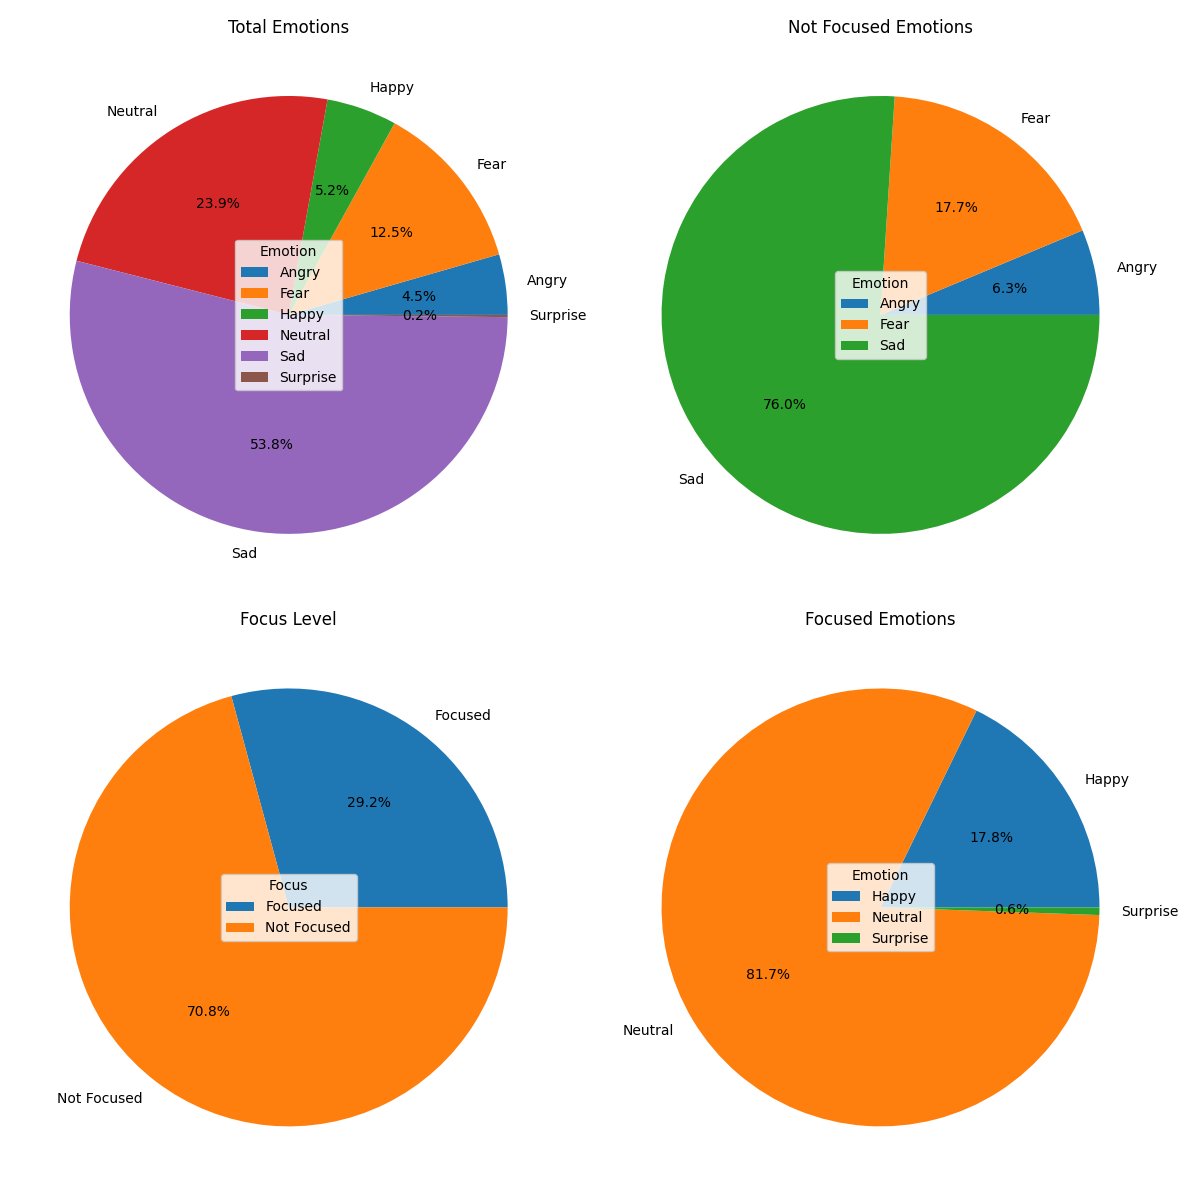 Total Emotions
Happy
Neutral
Fear
5.2%
23.9%
12.5%
Emotion
Angry
Fear
Happy
Neutral
Sad
Surprise
Angry
4.5%
0.2%
Surprise
53.8%
Sad
Not Focused Emotions
Fear
17.7%
Angry
6.3%
Emotion
Angry
Fear
Sad
76.0%
Sad
Focus Level
Focused
29.2%
Focus
Focused
Not Focused
70.8%
Not Focused
Focused Emotions
Happy
17.8%
Emotion
Happy
Neutral
Surprise
0.6%
Surprise
81.7%
Neutral